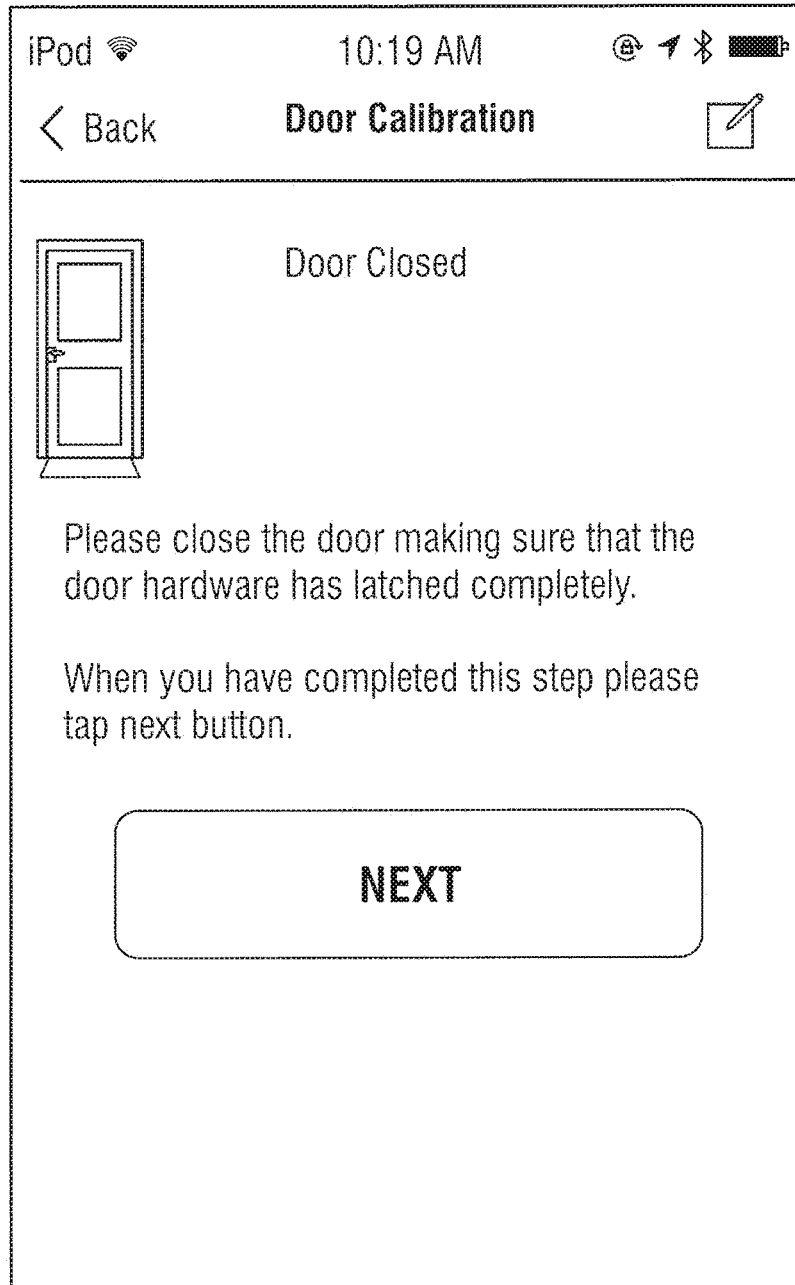 iPod 10:19 AM
Back Door Calibration
Door Closed
Please close the door making sure that the
door hardware has latched completely.
When you have completed this step please
tap next button.
NEXT